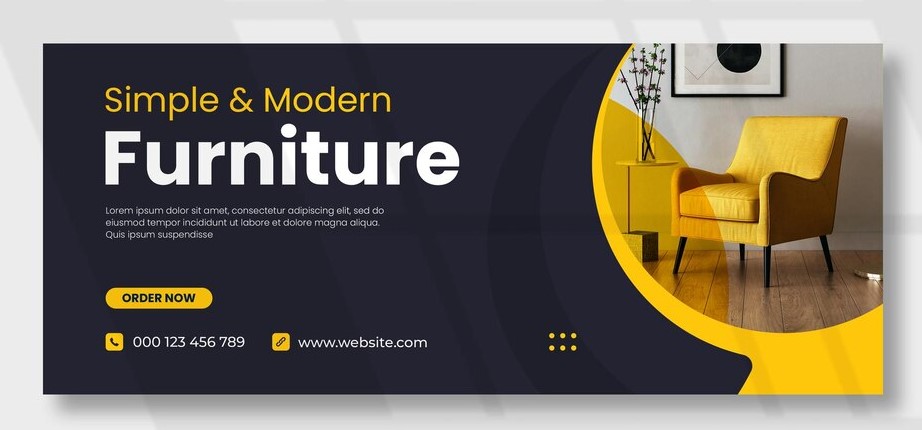 Simple & Modern
Furniture
Lorem ipsum dolor sit amet, consectetur adipiscing elit, sed do
eiusmod tempor incididunt ut labore et dolore magna aliqua.
Quis ipsum suspendisse
ORDER NOW
000 123 456 789 www.website.com